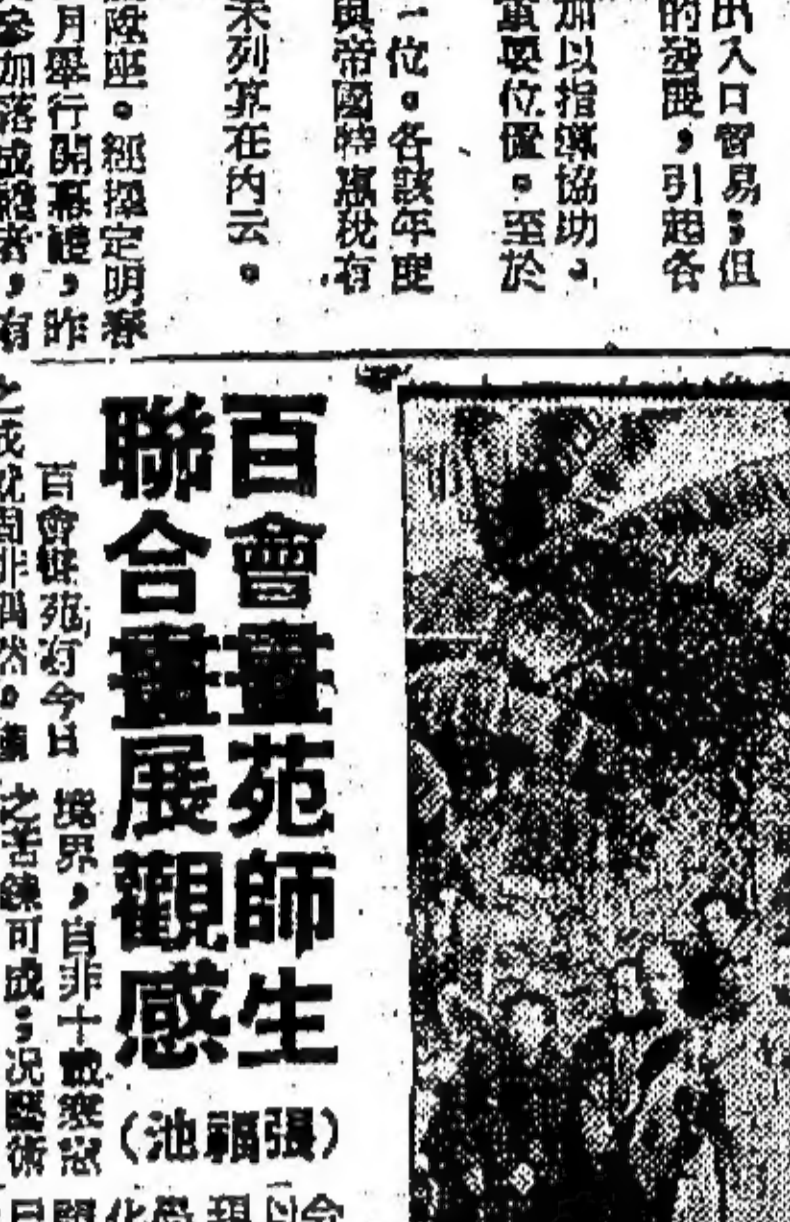 出入口貿易；但
的發展，引起各
加以指導協助。
重要位置。至於
一位。各該年度
與帝國特惠稅有
未列算在內云。
陞座。經擇定明春
月舉行開幕禮，昨
參加落成禮者，有
百會畫苑師生
聯合畫展觀感
（張福池）
百會畫苑有今日
之成就固非偶然。
境界，自非十載寒窓
之苦練可成；况藝術